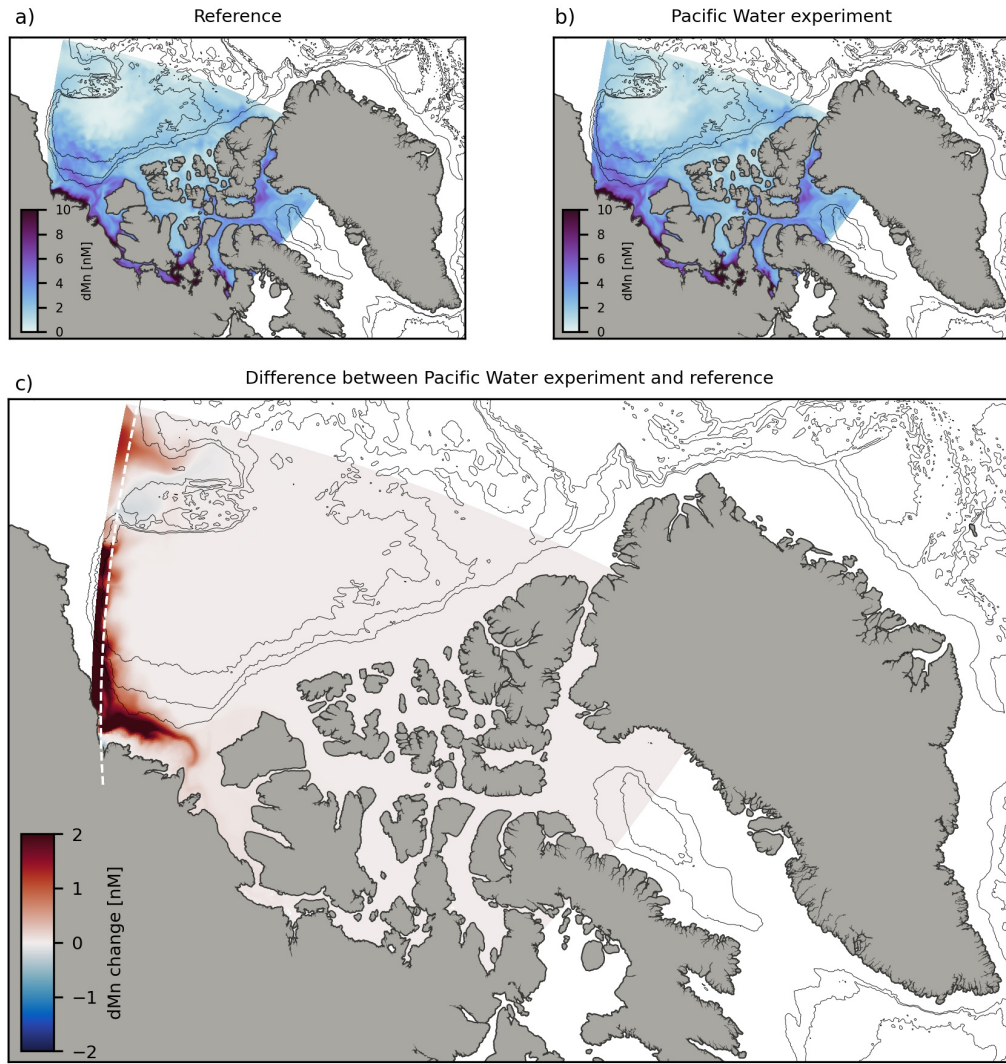 a) Reference
b) Pacific Water experiment
10
8
6
4
2
0
dMn [nM]
10
8
6
4
2
0
dMn [nM]
c) Difference between Pacific Water experiment and reference
2
1
0
−1
−2
dMn change [nM]